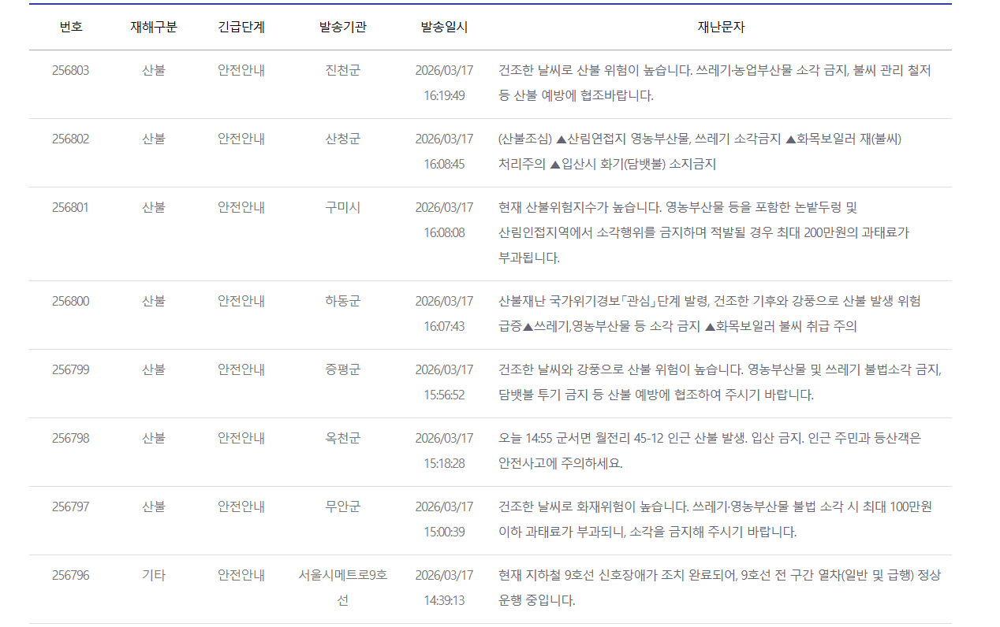 번호 재해구분 긴급단계 발송기관 발송일시 재난문자
256803 산불 안전안내 진천군 2026/03/17 건조한 날씨로 산불 위험이 높습니다. 쓰레기·농업부산물 소각 금지, 불씨 관리 철저
16:19:49 등 산불 예방에 협조바랍니다.
256802 산불 안전안내 산청군 2026/03/17 (산불조심) ▲산림연접지 영농부산물, 쓰레기 소각금지 ▲화목보일러 재(불씨)
16:08:45 처리주의 ▲입산시 화기(담뱃불) 소지금지
256801 산불 안전안내 구미시 2026/03/17 현재 산불위험지수가 높습니다. 영농부산물 등을 포함한 논밭두렁 및
16:08:08 산림인접지역에서 소각행위를 금지하며 적발될 경우 최대 200만원의 과태료가
부과됩니다.
256800 산불 안전안내 하동군 2026/03/17 산불재난 국가위기경보「관심」단계 발령, 건조한 기후와 강풍으로 산불 발생 위험
16:07:43 급증▲쓰레기,영농부산물 등 소각 금지 ▲화목보일러 불씨 취급 주의
256799 산불 안전안내 증평군 2026/03/17 건조한 날씨와 강풍으로 산불 위험이 높습니다. 영농부산물 및 쓰레기 불법소각 금지,
15:56:52 담뱃불 투기 금지 등 산불 예방에 협조하여 주시기 바랍니다.
256798 산불 안전안내 옥천군 2026/03/17 오늘 14:55 군서면 월전리 45-12 인근 산불 발생. 입산 금지. 인근 주민과 등산객은
15:18:28 안전사고에 주의하세요.
256797 산불 안전안내 무안군 2026/03/17 건조한 날씨로 화재위험이 높습니다. 쓰레기·영농부산물 불법 소각 시 최대 100만원
15:00:39 이하 과태료가 부과되니, 소각을 금지해 주시기 바랍니다.
256796 기타 안전안내 서울시메트로9호 2026/03/17 현재 지하철 9호선 신호장애가 조치 완료되어, 9호선 전 구간 열차(일반 및 급행) 정상
선 14:39:13 운행 중입니다.